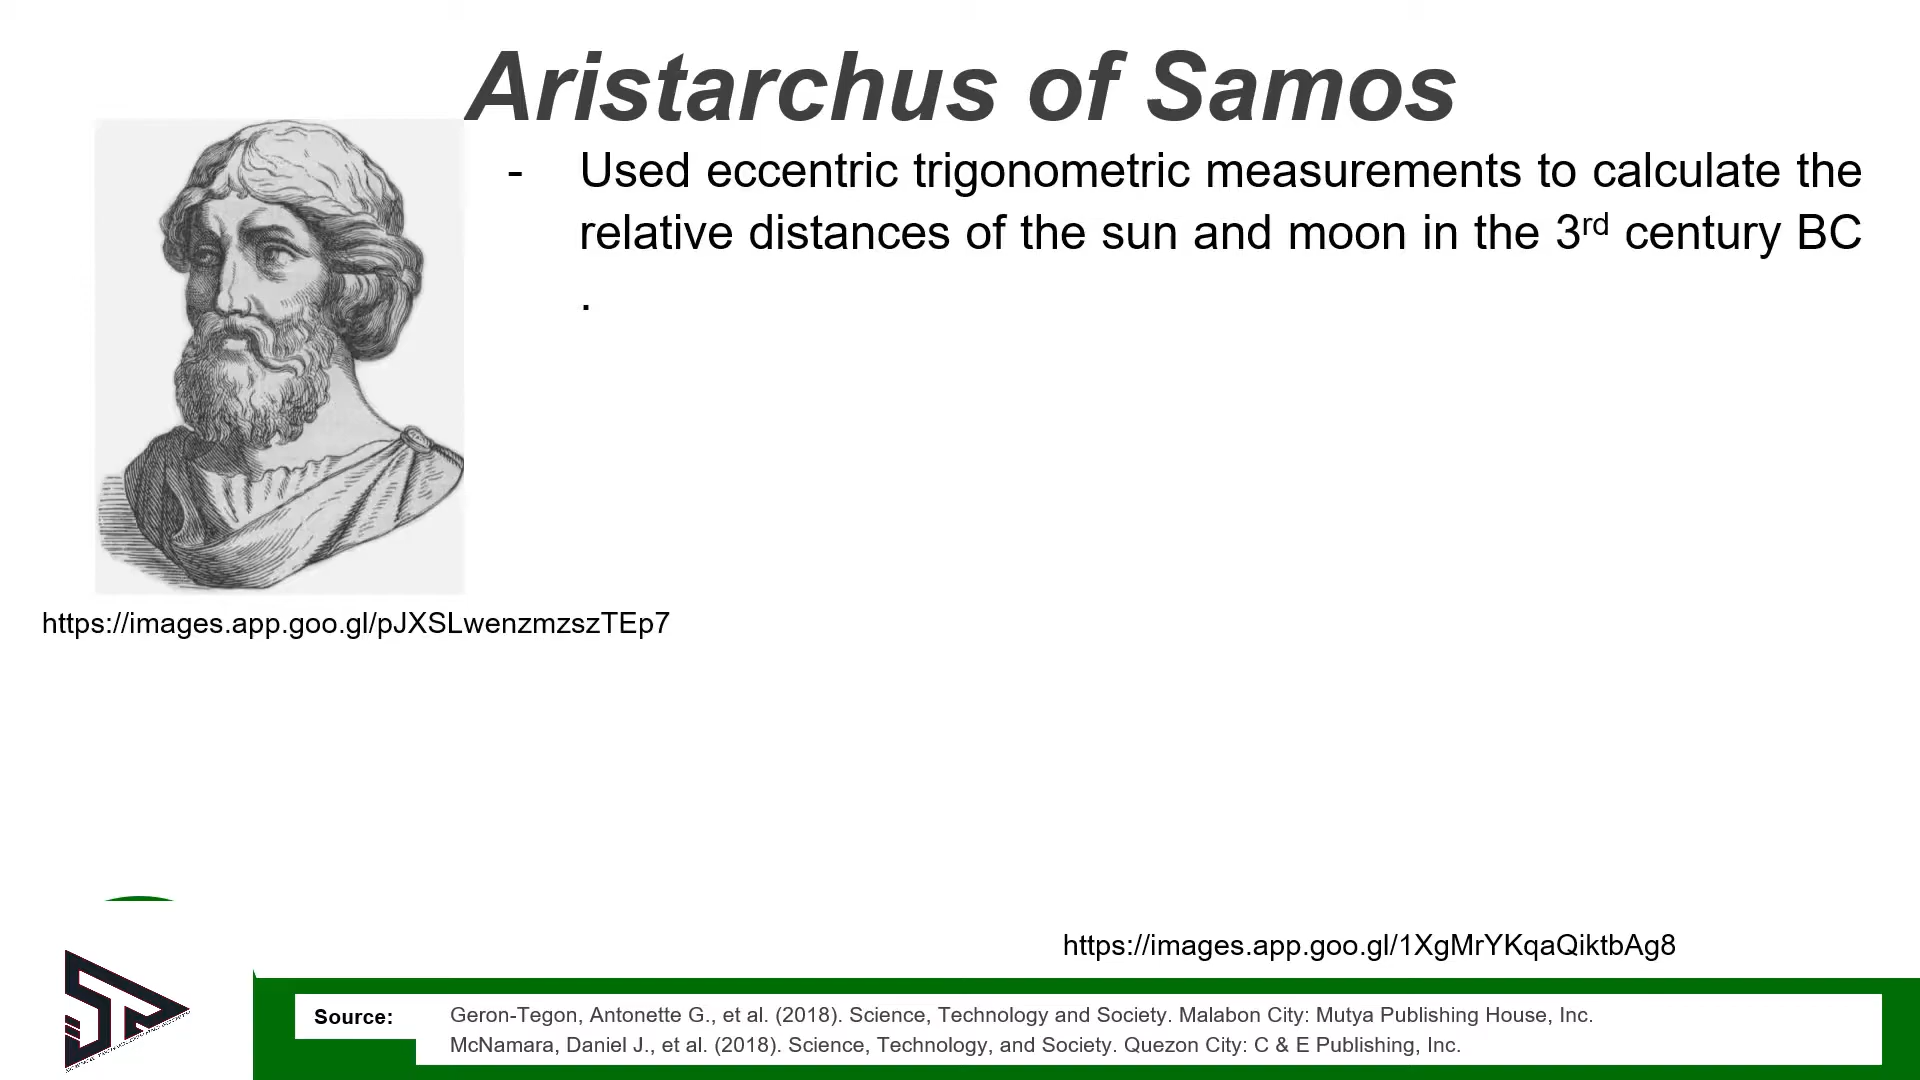 Aristarchus of Samos
- Used eccentric trigonometric measurements to calculate the
relative distances of the sun and moon in the 3rd century BC
.
https://images.app.goo.gl/pJXSLwenzmzszTEp7
https://images.app.goo.gl/1XgMrYKqaQiktbAg8
Source:
Geron-Tegon, Antonette G., et al. (2018). Science, Technology and Society. Malabon City: Mutya Publishing House, Inc.
McNamara, Daniel J., et al. (2018). Science, Technology, and Society. Quezon City: C & E Publishing, Inc.